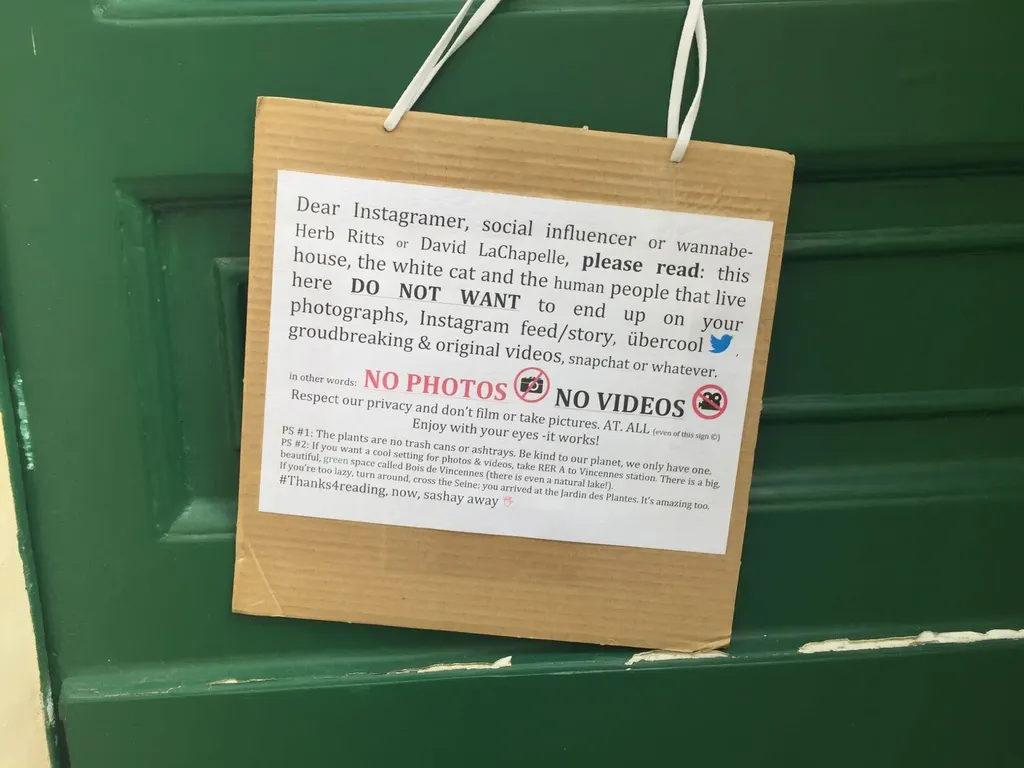 Dear Instagramer, social influencer or wannabe-
Herb Ritts or David LaChapelle, please read: this
house, the white cat and the human people that live
here DO NOT WANT to end up on your
photographs, Instagram feed/story, übercool
groudbreaking & original videos, snapchat or whatever.
in other words: NO PHOTOS NO VIDEOS
Respect our privacy and don't film or take pictures. AT. ALL (even of this sign ©)
Enjoy with your eyes -it works!
PS #1: The plants are no trash cans or ashtrays. Be kind to our planet, we only have one.
PS #2: If you want a cool setting for photos & videos, take RER A to Vincennes station. There is a big,
beautiful, green space called Bois de Vincennes (there is even a natural lake!).
If you're too lazy, turn around, cross the Seine: you arrived at the Jardin des Plantes. It's amazing too.
#Thanks4reading, now, sashay away